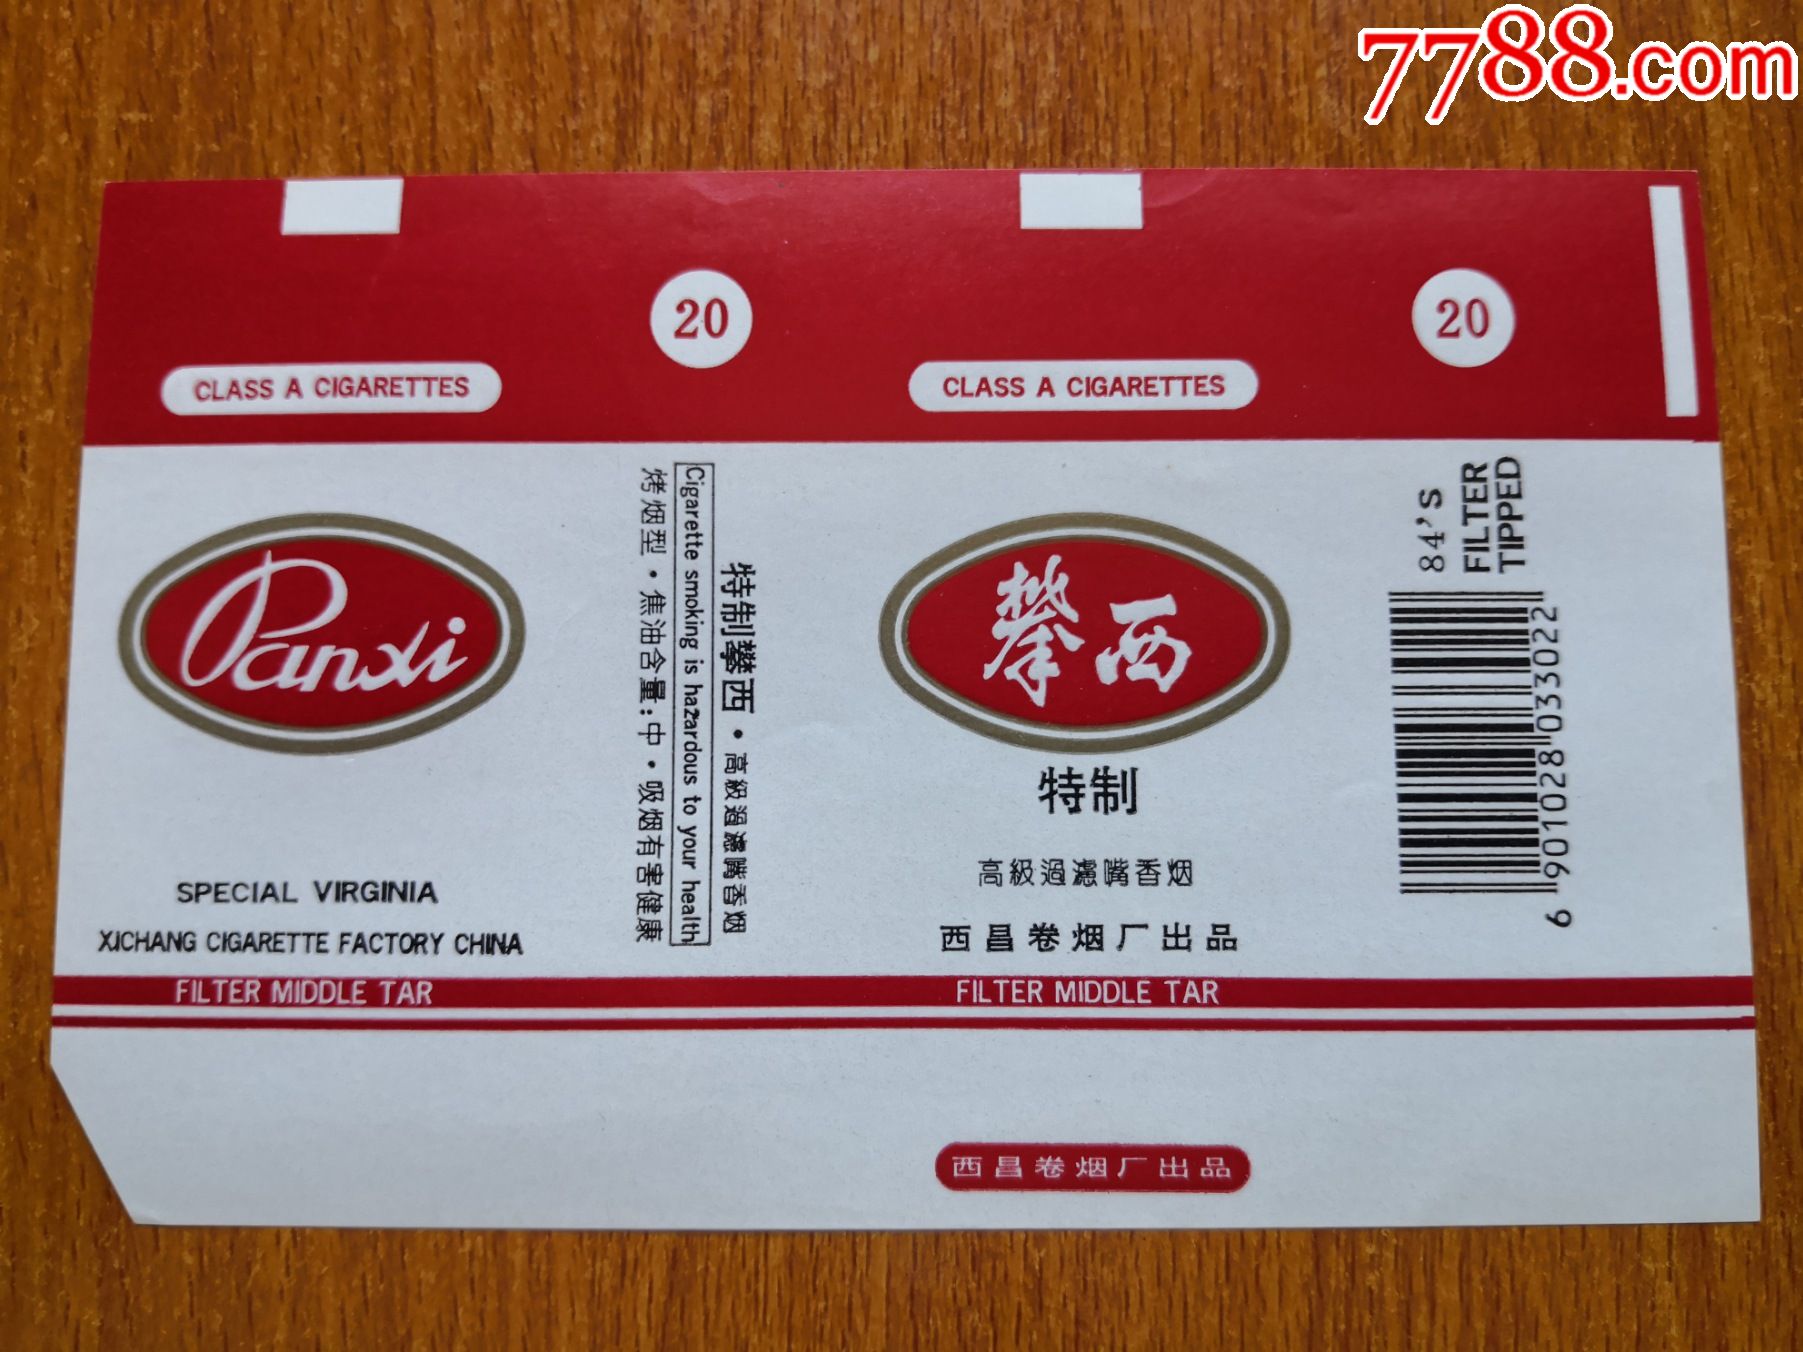 7788.com
20
20
CLASS A CIGARETTES
CLASS A CIGARETTES
Panxi
SPECIAL VIRGINIA
XICHANG CIGARETTE FACTORY CHINA
FILTER MIDDLE TAR
特制攀西·高級過濾嘴香烟
Cigarette smoking is hazardous to your health
烤烟型·焦油含量:中·吸烟有害健康
攀西
特制
高級過濾嘴香烟
西昌卷烟厂出品
FILTER MIDDLE TAR
84'S
FILTER
TIPPED
6901028033022
西昌卷烟厂出品